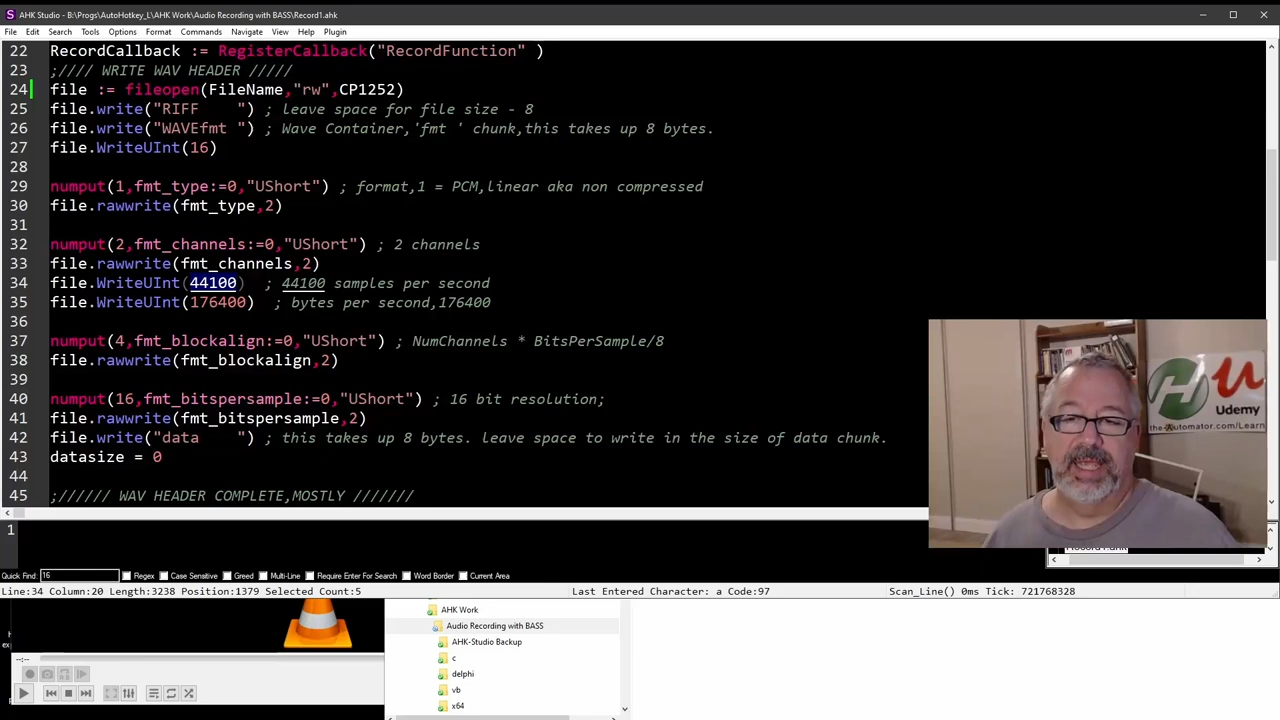 AHK Studio - B:\Progs\AutoHotkey_L\AHK Work\Audio Recording with BASS\Record1.ahk
File Edit Search Tools Options Format Commands Navigate View Help Plugin
22 RecordCallback := RegisterCallback("RecordFunction" )
23 ;//// WRITE WAV HEADER /////
24 file := fileopen(FileName,"rw",CP1252)
25 file.write("RIFF    ") ; leave space for file size - 8
26 file.write("WAVEfmt ") ; Wave Container,'fmt ' chunk,this takes up 8 bytes.
27 file.WriteUInt(16)
28
29 numput(1,fmt_type:=0,"UShort") ; format,1 = PCM,linear aka non compressed
30 file.rawwrite(fmt_type,2)
31
32 numput(2,fmt_channels:=0,"UShort") ; 2 channels
33 file.rawwrite(fmt_channels,2)
34 file.WriteUInt(44100)  ; 44100 samples per second
35 file.WriteUInt(176400)  ; bytes per second,176400
36
37 numput(4,fmt_blockalign:=0,"UShort") ; NumChannels * BitsPerSample/8
38 file.rawwrite(fmt_blockalign,2)
39
40 numput(16,fmt_bitspersample:=0,"UShort") ; 16 bit resolution;
41 file.rawwrite(fmt_bitspersample,2)
42 file.write("data    ") ; this takes up 8 bytes. leave space to write in the size of data chunk.
43 datasize = 0
44
45 ;////// WAV HEADER COMPLETE,MOSTLY ///////
H u
Udemy
the-Automator.com/Learn
1
Record1.ahk
Quick Find: 16 Regex Case Sensitive Greed Multi-Line Require Enter For Search Word Border Current Area
Line:34 Column:20 Length:3238 Position:1379 Selected Count:5 Last Entered Character: a Code:97 Scan_Line() 0ms Tick: 721768328
AHK Work
Audio Recording with BASS
AHK-Studio Backup
c
delphi
vb
x64
--:--